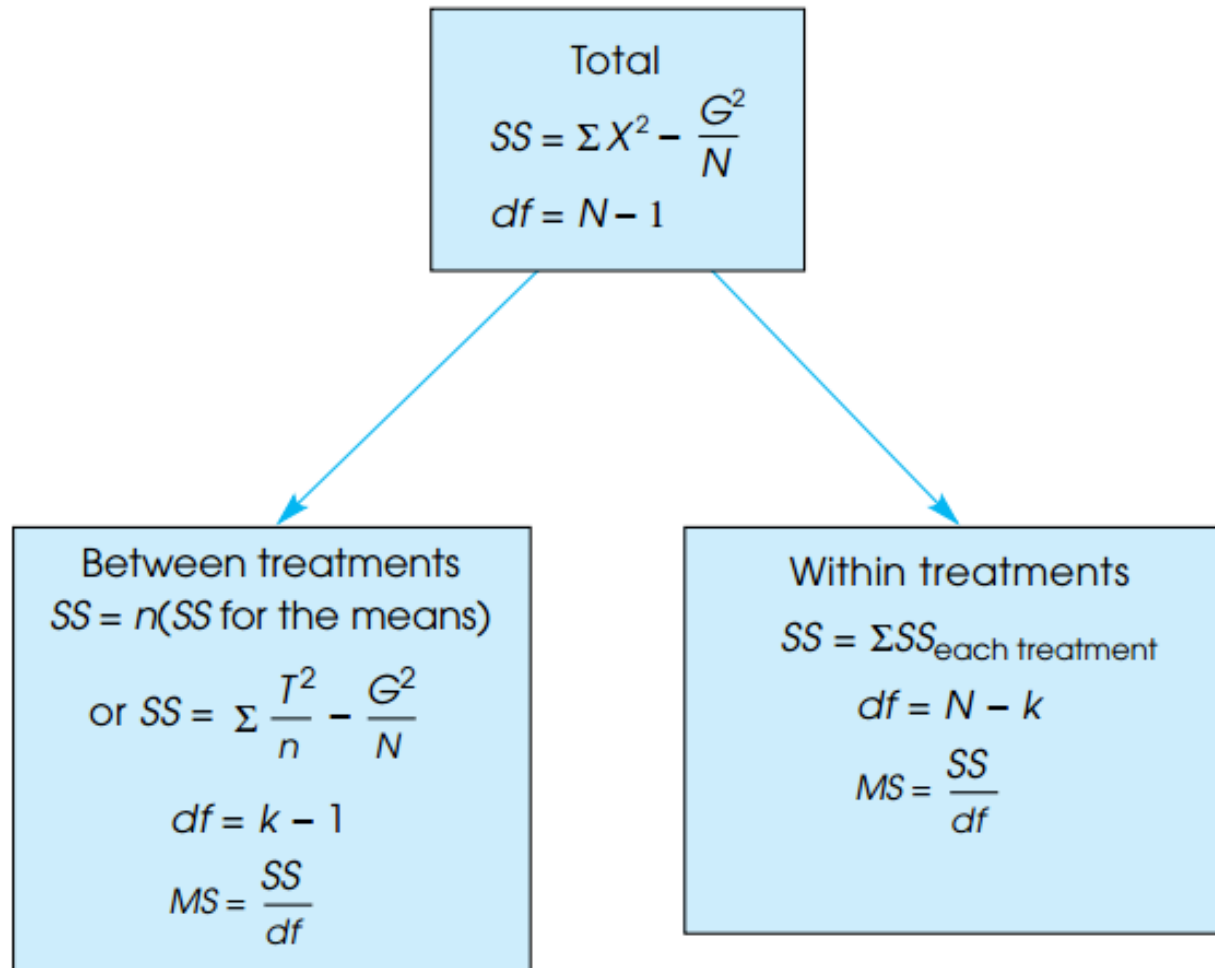 Total
SS = ΣX² − G²/N
df = N − 1
Between treatments
SS = n(SS for the means)
or SS = Σ T²/n − G²/N
df = k − 1
MS = SS/df
Within treatments
SS = ΣSS each treatment
df = N − k
MS = SS/df